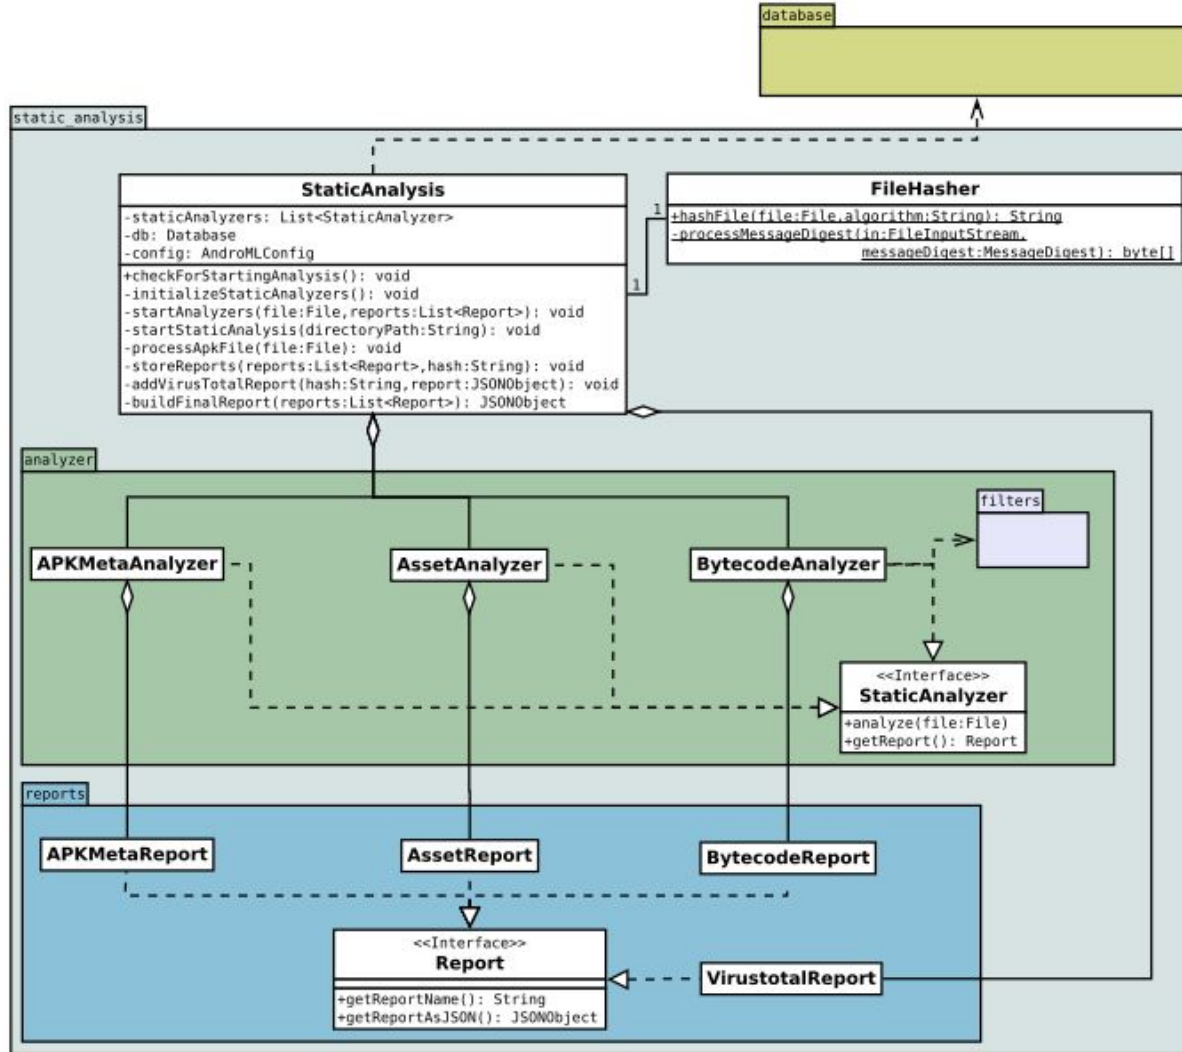 database
static_analysis
StaticAnalysis
-staticAnalyzers: List<StaticAnalyzer>
-db: Database
-config: AndroMLConfig
+checkForStartingAnalysis(): void
-initializeStaticAnalyzers(): void
-startAnalyzers(file:File,reports:List<Report>): void
-startStaticAnalysis(directoryPath:String): void
-processApkFile(file:File): void
-storeReports(reports:List<Report>,hash:String): void
-addVirusTotalReport(hash:String,report:JSONObject): void
-buildFinalReport(reports:List<Report>): JSONObject
1
1
FileHasher
+hashFile(file:File,algorithm:String): String
-processMessageDigest(in:FileInputStream,
messageDigest:MessageDigest): byte[]
analyzer
filters
APKMetaAnalyzer
AssetAnalyzer
BytecodeAnalyzer
<<Interface>>
StaticAnalyzer
+analyze(file:File)
+getReport(): Report
reports
APKMetaReport
AssetReport
BytecodeReport
<<Interface>>
Report
+getReportName(): String
+getReportAsJSON(): JSONObject
VirustotalReport